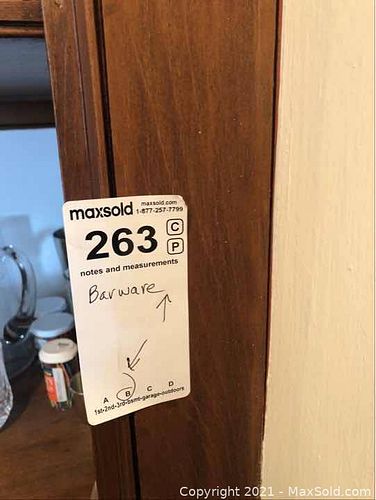 maxsold maxsold.com
1-877-257-7799
263 C
P
notes and measurements
Barware
A B C D
1st-2nd-3rd-bsmt-garage-outdoors
Copyright © 2021 - MaxSold.com